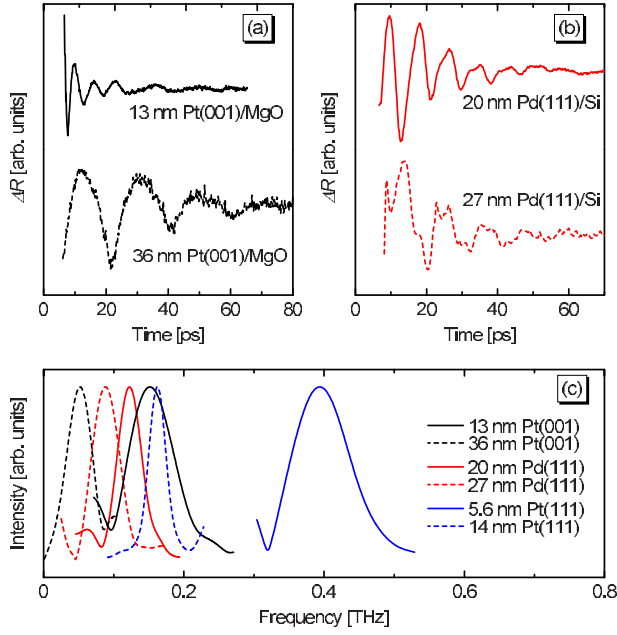 (a)
ΔR [arb. units]
13 nm Pt(001)/MgO
36 nm Pt(001)/MgO
0 20 40 60 80
Time [ps]
(b)
ΔR [arb. units]
20 nm Pd(111)/Si
27 nm Pd(111)/Si
0 20 40 60
Time [ps]
(c)
Intensity [arb. units]
13 nm Pt(001)
36 nm Pt(001)
20 nm Pd(111)
27 nm Pd(111)
5.6 nm Pt(111)
14 nm Pt(111)
0 0.2 0.4 0.6 0.8
Frequency [THz]